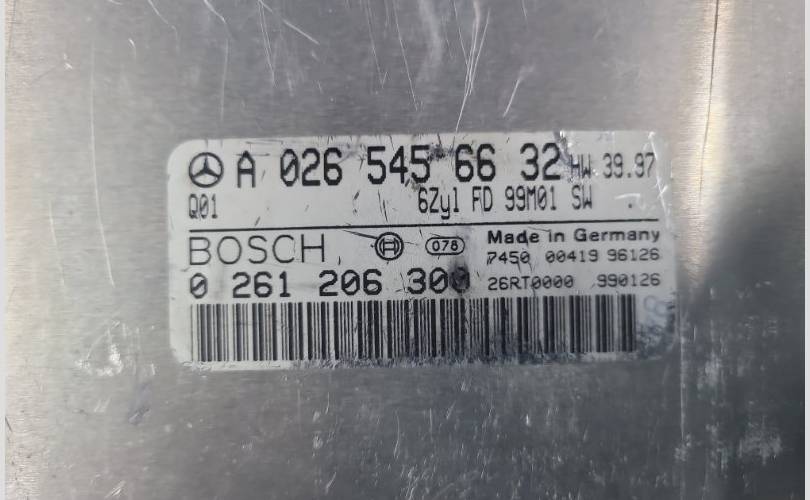 A 026 545 66 32 HW 39.97
Q01 6Zyl FD 99M01 SW
BOSCH 078 Made in Germany
7450 00419 96126
0 261 206 300 26RT0000 990126